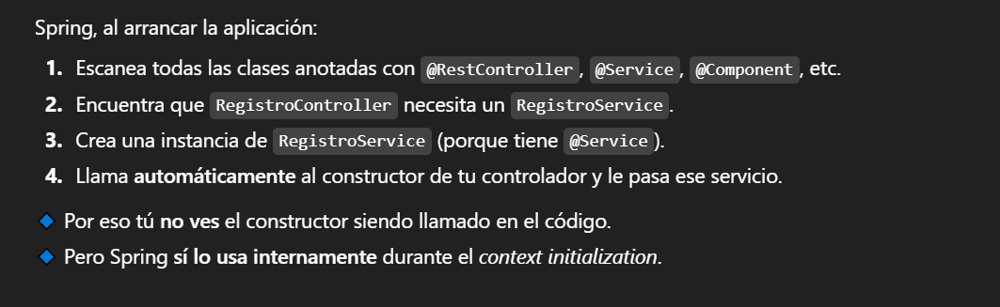 Spring, al arrancar la aplicación:
1. Escanea todas las clases anotadas con @RestController, @Service, @Component, etc.
2. Encuentra que RegistroController necesita un RegistroService.
3. Crea una instancia de RegistroService (porque tiene @Service).
4. Llama automáticamente al constructor de tu controlador y le pasa ese servicio.
🔹 Por eso tú no ves el constructor siendo llamado en el código.
🔹 Pero Spring sí lo usa internamente durante el context initialization.